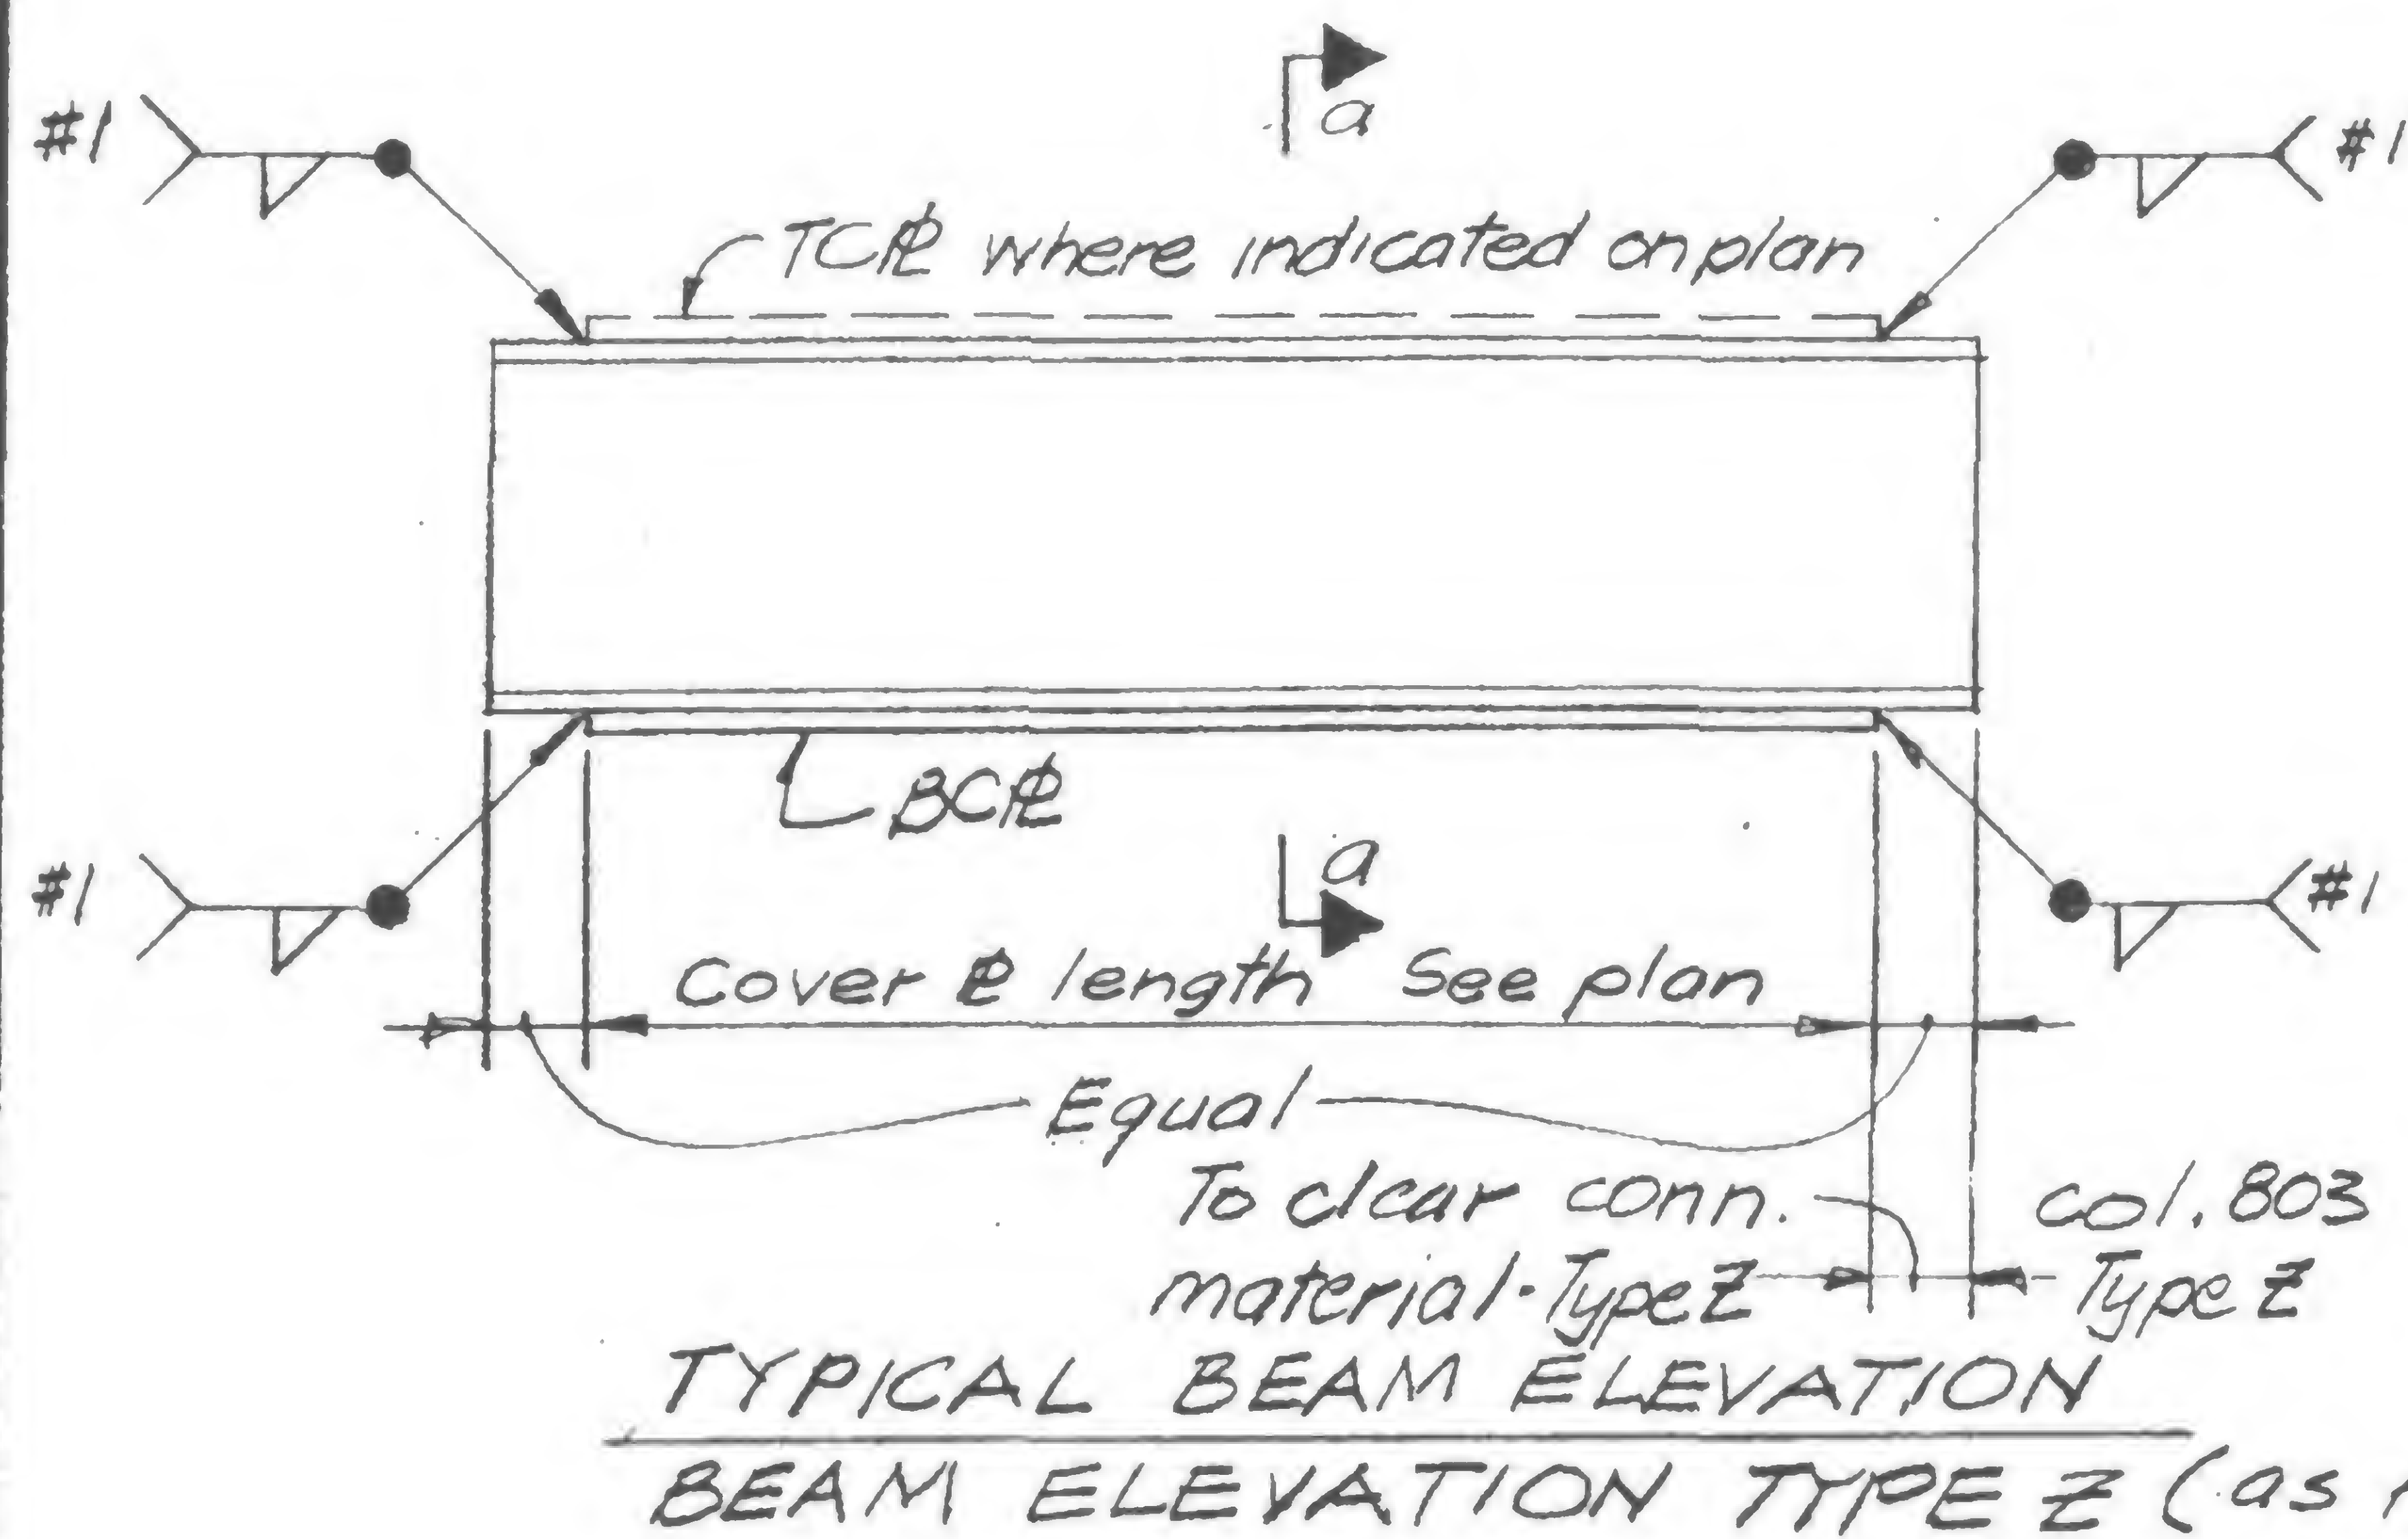 #1
#1
a
TC℄ where indicated on plan
BC℄
#1
#1
a
Cover ℄ length See plan
Equal
To clear conn.
material-Type Z
col. 803
Type Z
TYPICAL BEAM ELEVATION
BEAM ELEVATION TYPE Z (as